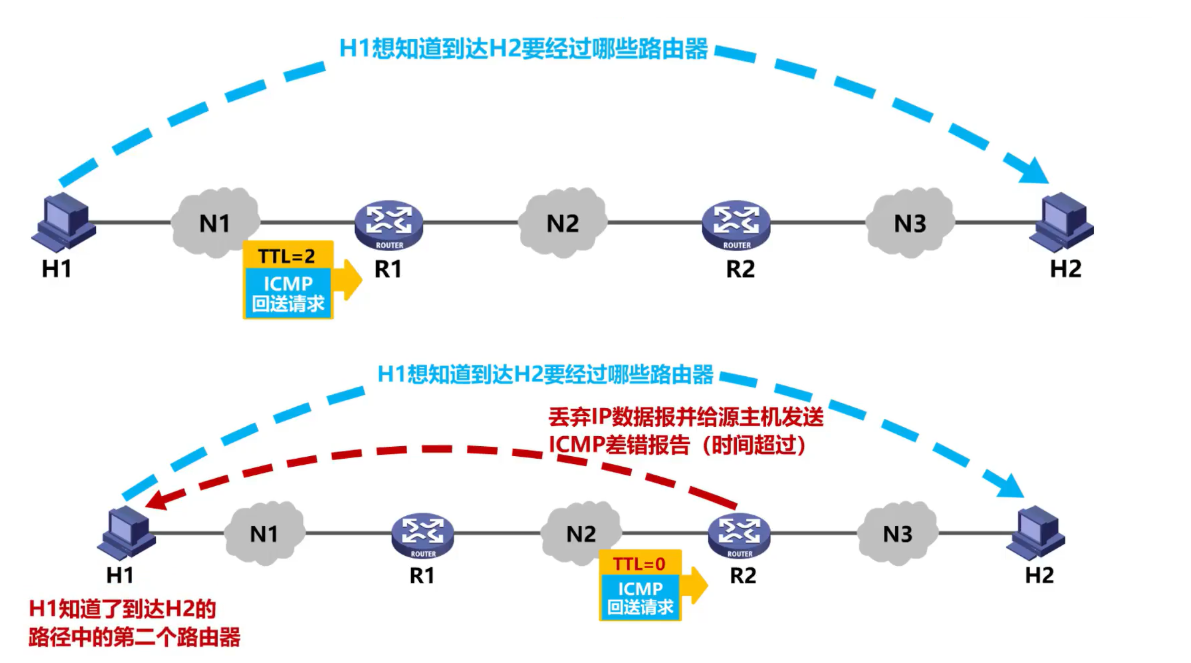 H1想知道到达H2要经过哪些路由器
N1
N2
N3
ROUTER
ROUTER
H1
TTL=2
ICMP
回送请求
R1
R2
H2
H1想知道到达H2要经过哪些路由器
丢弃IP数据报并给源主机发送
ICMP差错报告（时间超过）
N1
N2
N3
ROUTER
ROUTER
H1
R1
TTL=0
ICMP
回送请求
R2
H2
H1知道了到达H2的
路径中的第二个路由器